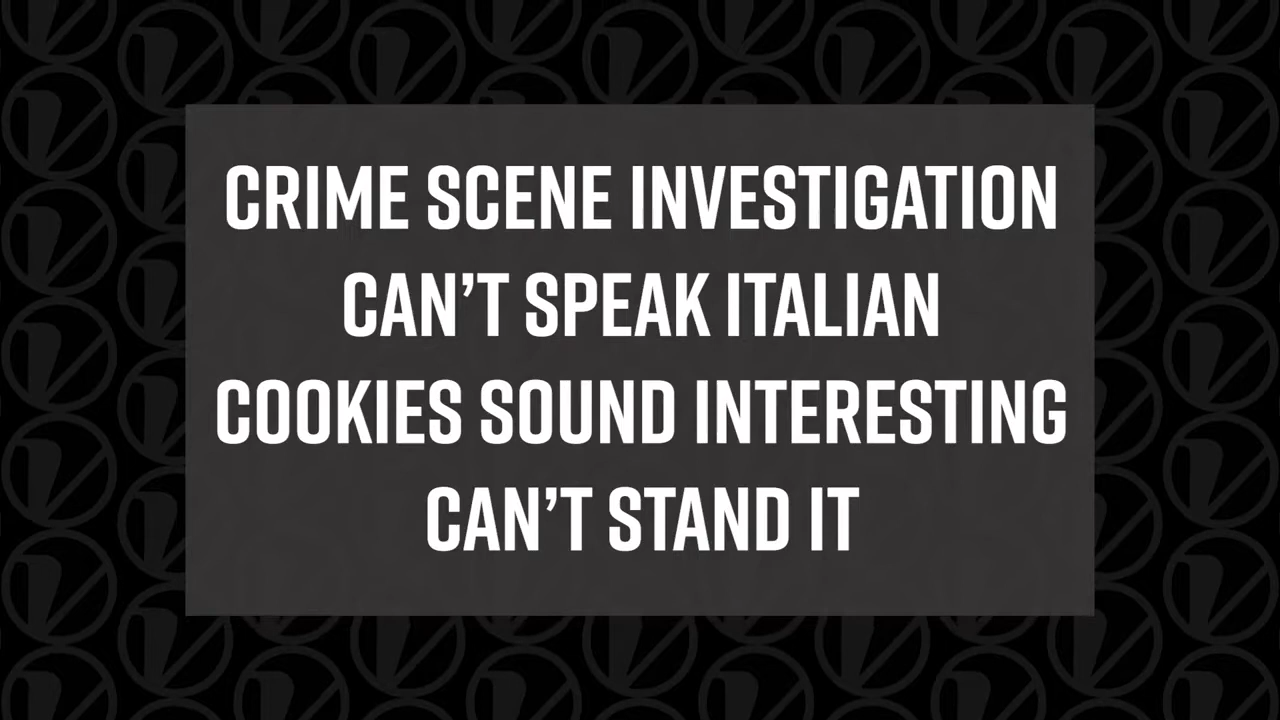 CRIME SCENE INVESTIGATION
CAN'T SPEAK ITALIAN
COOKIES SOUND INTERESTING
CAN'T STAND IT